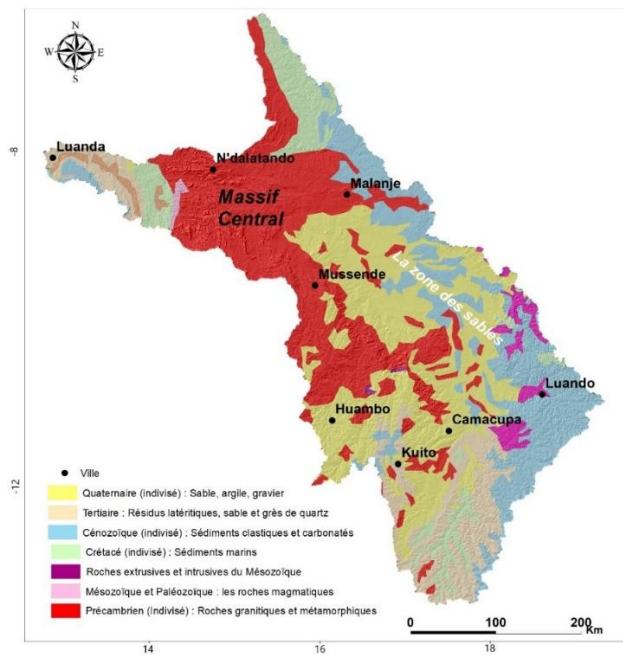 N
W E
S
-8
Luanda
N'dalatando
Malanje
Massif
Central
Mussende
La zone des sables
Luando
Huambo
Camacupa
Kuito
-12
Ville
Quaternaire (indivisé) : Sable, argile, gravier
Tertiaire : Résidus latéritiques, sable et grès de quartz
Cénozoïque (indivisé) : Sédiments clastiques et carbonatés
Crétacé (indivisé) : Sédiments marins
Roches extrusives et intrusives du Mésozoïque
Mésozoïque et Paléozoïque : les roches magmatiques
Précambrien (Indivisé) : Roches granitiques et métamorphiques
0 100 200
Km
14 16 18